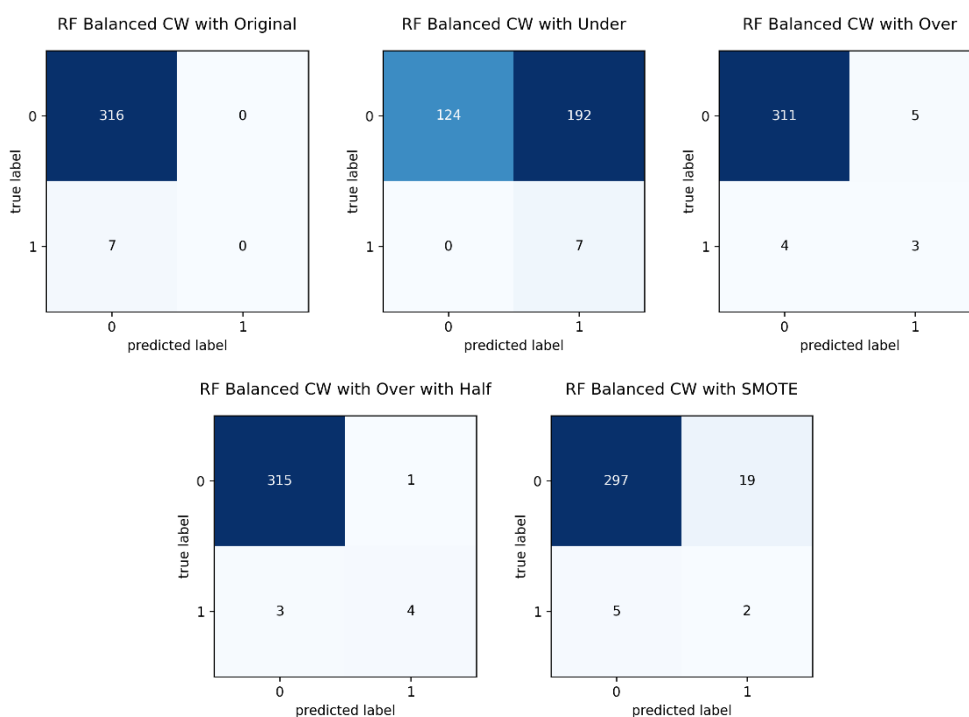 RF Balanced CW with Original
0
316
0
true label
1
7
0
0
1
predicted label
RF Balanced CW with Under
124
192
0
true label
1
0
7
0
1
predicted label
RF Balanced CW with Over
0
311
5
true label
1
4
3
0
1
predicted label
RF Balanced CW with Over with Half
0
315
1
true label
1
3
4
0
1
predicted label
RF Balanced CW with SMOTE
0
297
19
true label
1
5
2
0
1
predicted label